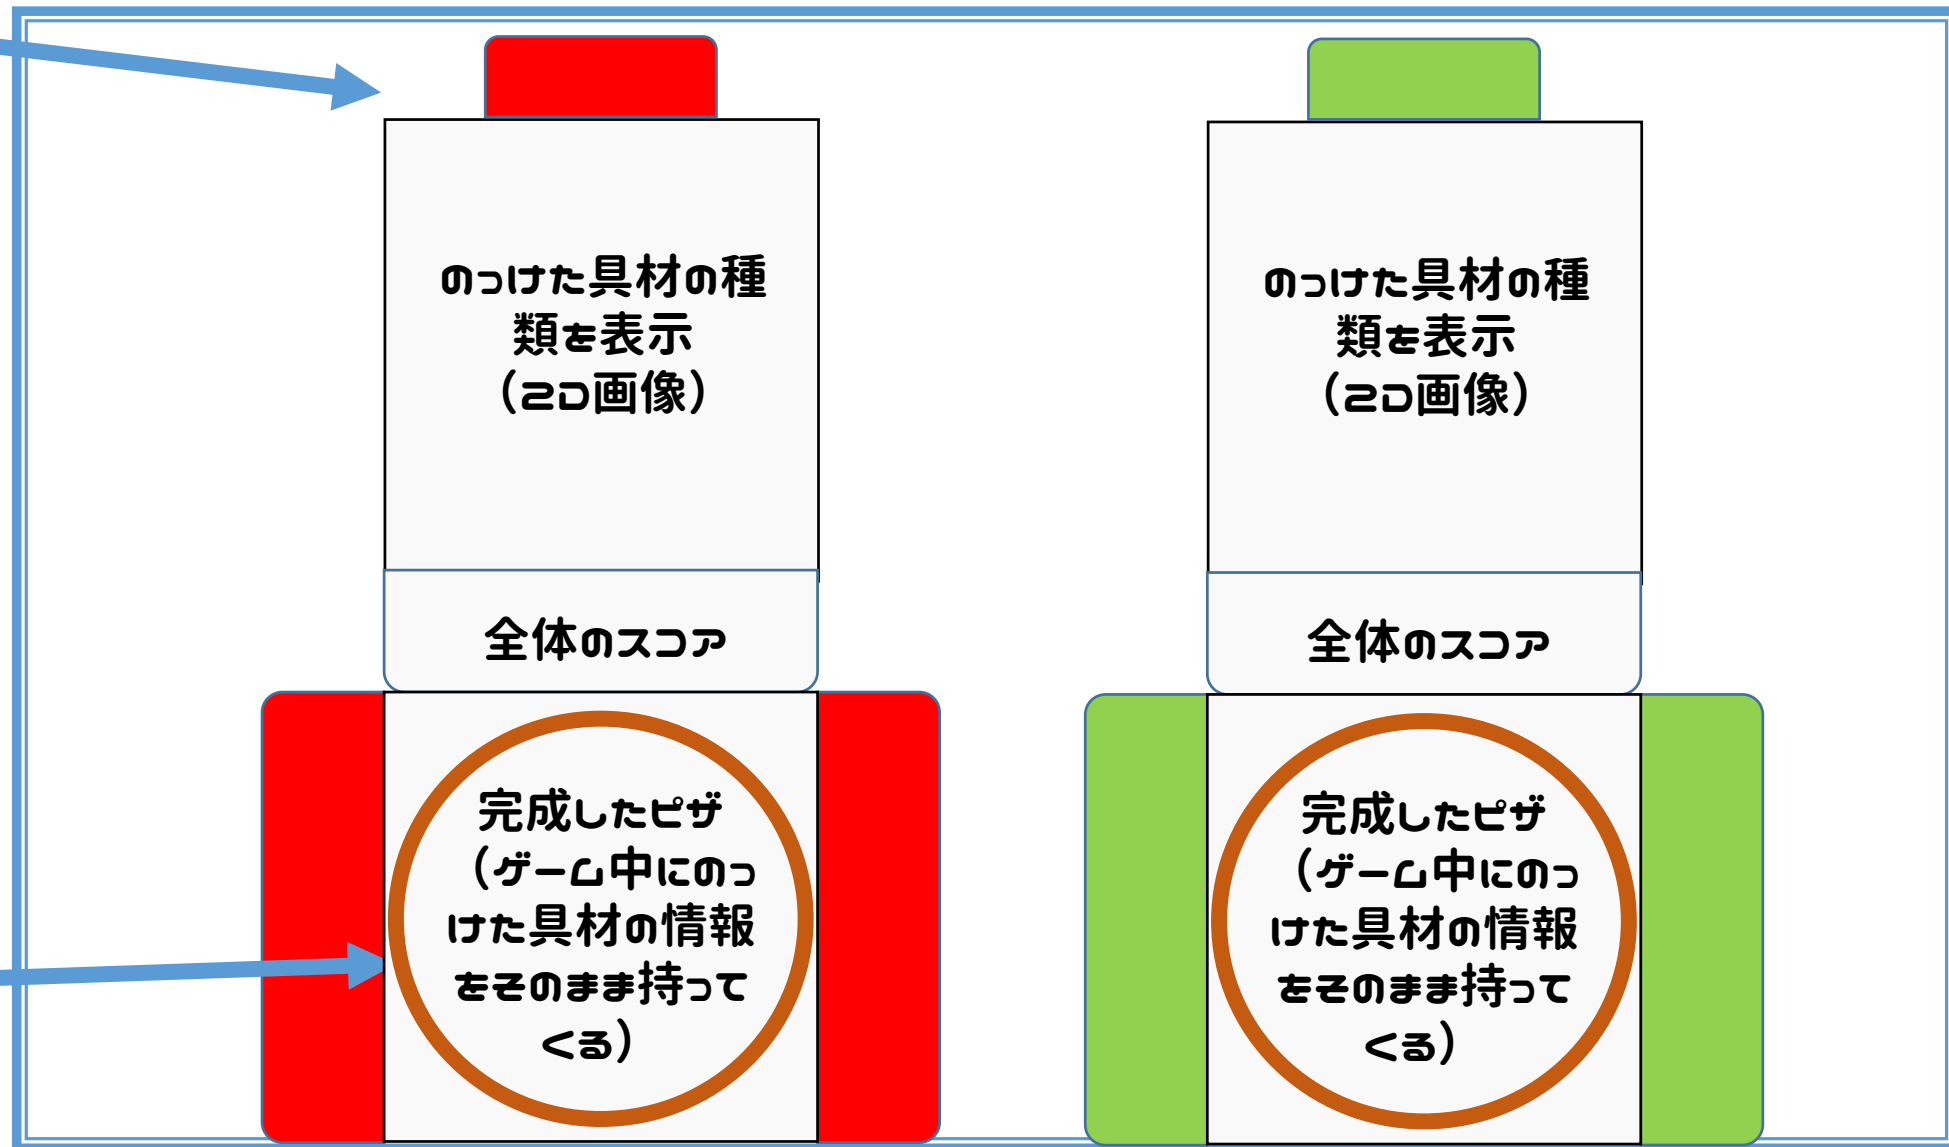 のっけた具材の種
類を表示
（2D画像）
全体のスコア
完成したピザ
（ゲーム中にのっ
けた具材の情報
をそのまま持って
くる）
のっけた具材の種
類を表示
（2D画像）
全体のスコア
完成したピザ
（ゲーム中にのっ
けた具材の情報
をそのまま持って
くる）